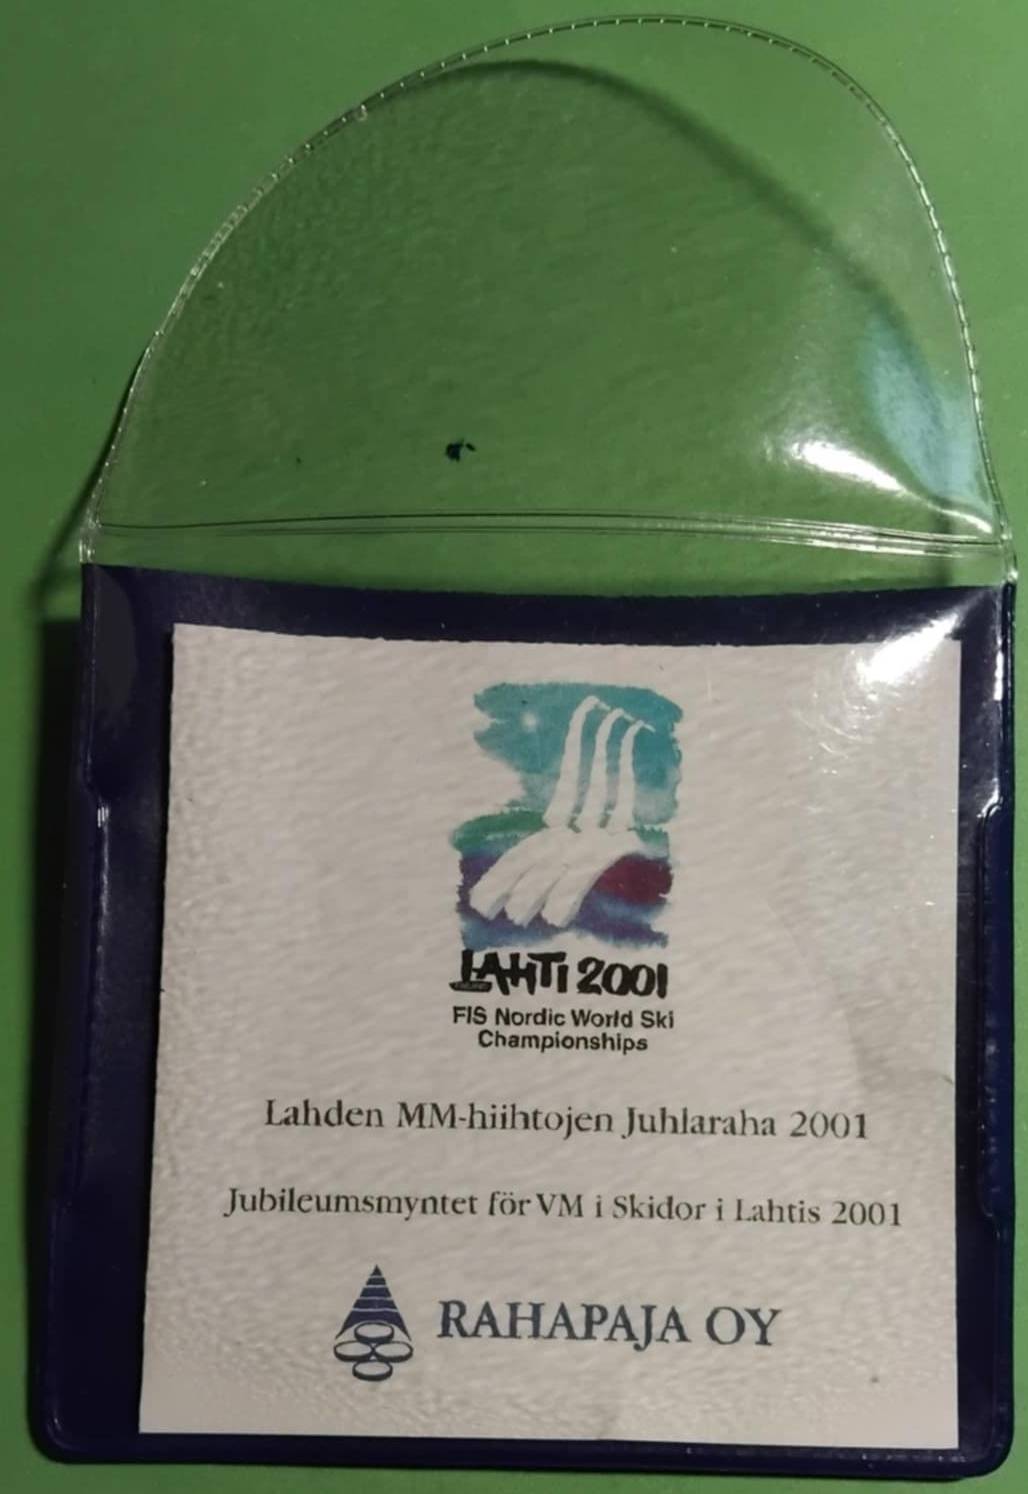 LAHTI 2001
FIS Nordic World Ski
Championships
Lahden MM-hiihtojen Juhlaraha 2001
Jubileumsmyntet för VM i Skidor i Lahtis 2001
RAHAPAJA OY